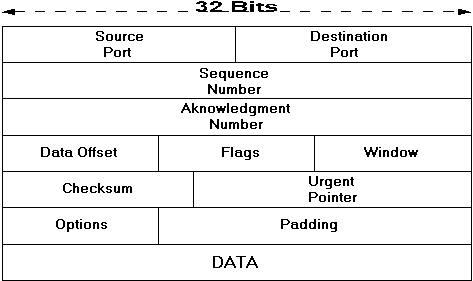 32 Bits
Source Destination
Port Port
Sequence
Number
Aknowledgment
Number
Data Offset Flags Window
Checksum Urgent
Pointer
Options Padding
DATA